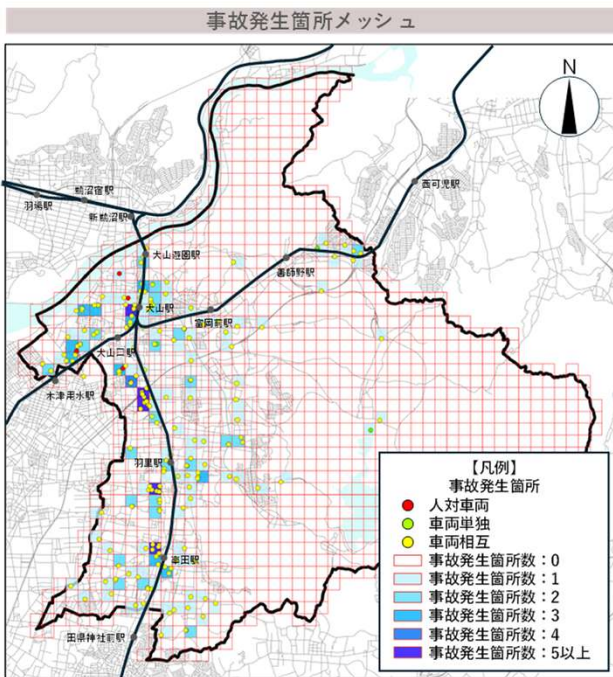 事故発生箇所メッシュ
N
西可児駅
鵜沼宿駅
羽場駅
新鵜沼駅
犬山遊園駅
善師野駅
犬山駅
富岡前駅
犬山口駅
木津用水駅
羽黒駅
楽田駅
田県神社前駅
【凡例】
事故発生箇所
人対車両
車両単独
車両相互
事故発生箇所数：0
事故発生箇所数：1
事故発生箇所数：2
事故発生箇所数：3
事故発生箇所数：4
事故発生箇所数：5以上